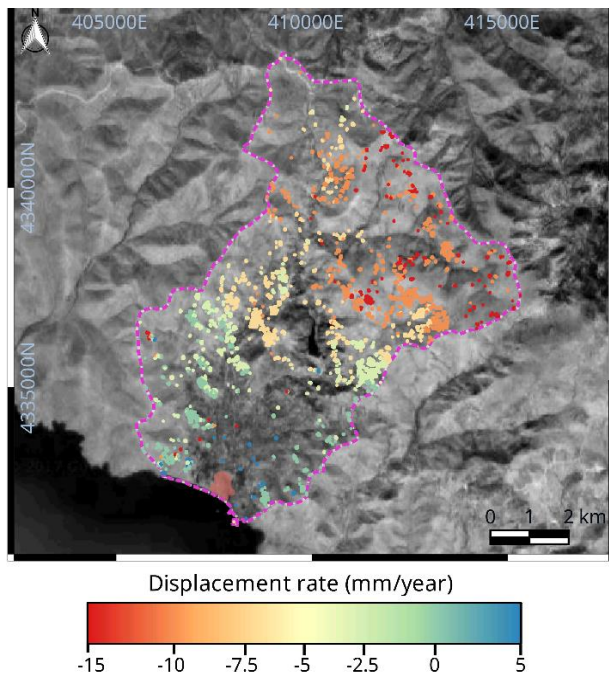 N
405000E 410000E 415000E
4340000N
4335000N
0 1 2 km
Displacement rate (mm/year)
-15 -10 -7.5 -5 -2.5 0 5